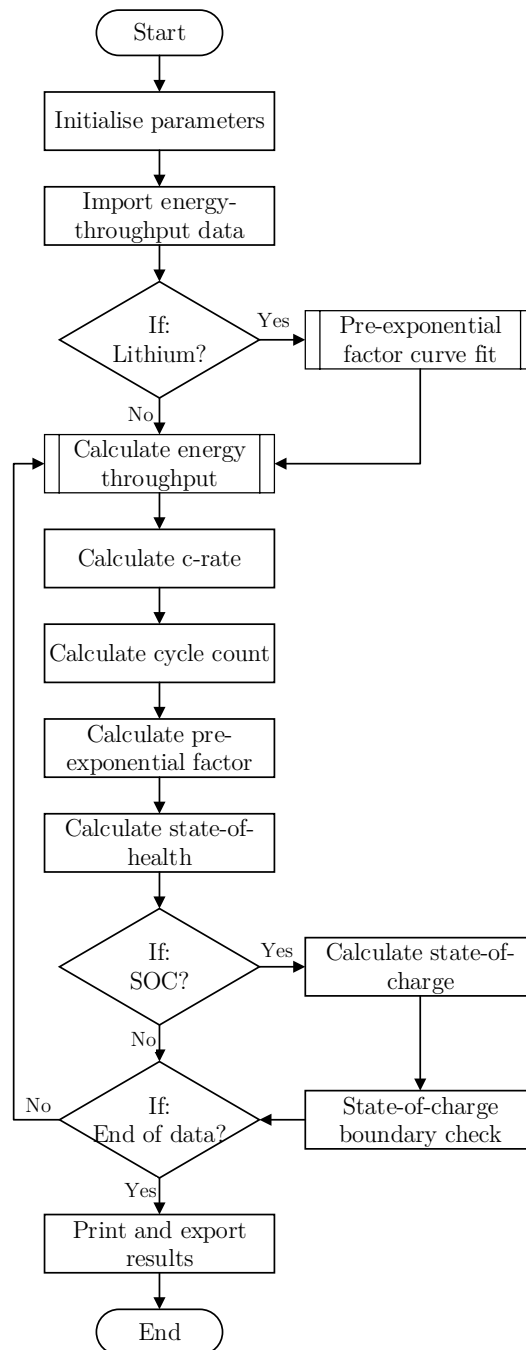 Start
Initialise parameters
Import energy-
throughput data
If:
Lithium?
Yes
Pre-exponential
factor curve fit
No
Calculate energy
throughput
Calculate c-rate
Calculate cycle count
Calculate pre-
exponential factor
Calculate state-of-
health
If:
SOC?
Yes
Calculate state-of-
charge
No
If:
End of data?
No
State-of-charge
boundary check
Yes
Print and export
results
End